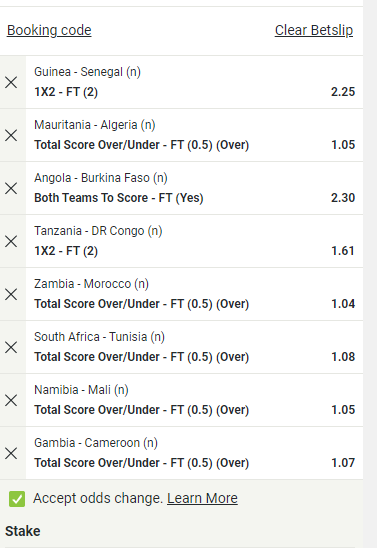 Booking code Clear Betslip
Guinea - Senegal (n)
1X2 - FT (2) 2.25
Mauritania - Algeria (n)
Total Score Over/Under - FT (0.5) (Over) 1.05
Angola - Burkina Faso (n)
Both Teams To Score - FT (Yes) 2.30
Tanzania - DR Congo (n)
1X2 - FT (2) 1.61
Zambia - Morocco (n)
Total Score Over/Under - FT (0.5) (Over) 1.04
South Africa - Tunisia (n)
Total Score Over/Under - FT (0.5) (Over) 1.08
Namibia - Mali (n)
Total Score Over/Under - FT (0.5) (Over) 1.05
Gambia - Cameroon (n)
Total Score Over/Under - FT (0.5) (Over) 1.07
Accept odds change. Learn More
Stake